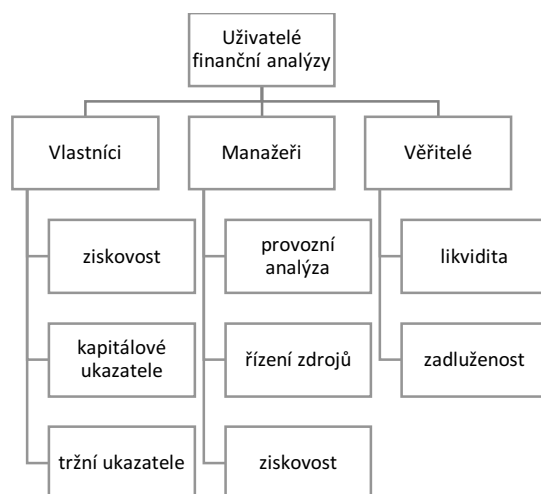 Uživatelé
finanční analýzy
Vlastníci
Manažeři
Věřitelé
ziskovost
provozní
analýza
likvidita
kapitálové
ukazatele
řízení zdrojů
zadluženost
tržní ukazatele
ziskovost